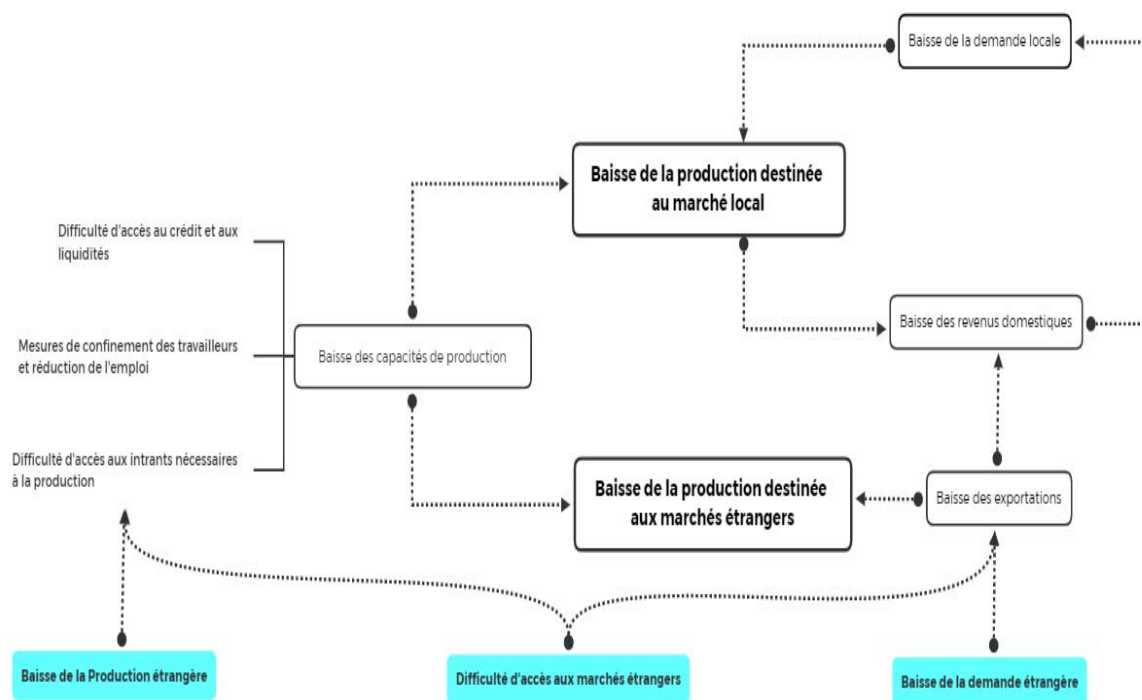 Baisse de la demande locale
Baisse de la production destinée
au marché local
Difficulté d'accès au crédit et aux
liquidités
Baisse des revenus domestiques
Mesures de confinement des travailleurs
et réduction de l'emploi
Baisse des capacités de production
Difficulté d'accès aux intrants nécessaires
à la production
Baisse de la production destinée
aux marchés étrangers
Baisse des exportations
Baisse de la Production étrangère
Difficulté d'accès aux marchés étrangers
Baisse de la demande étrangère